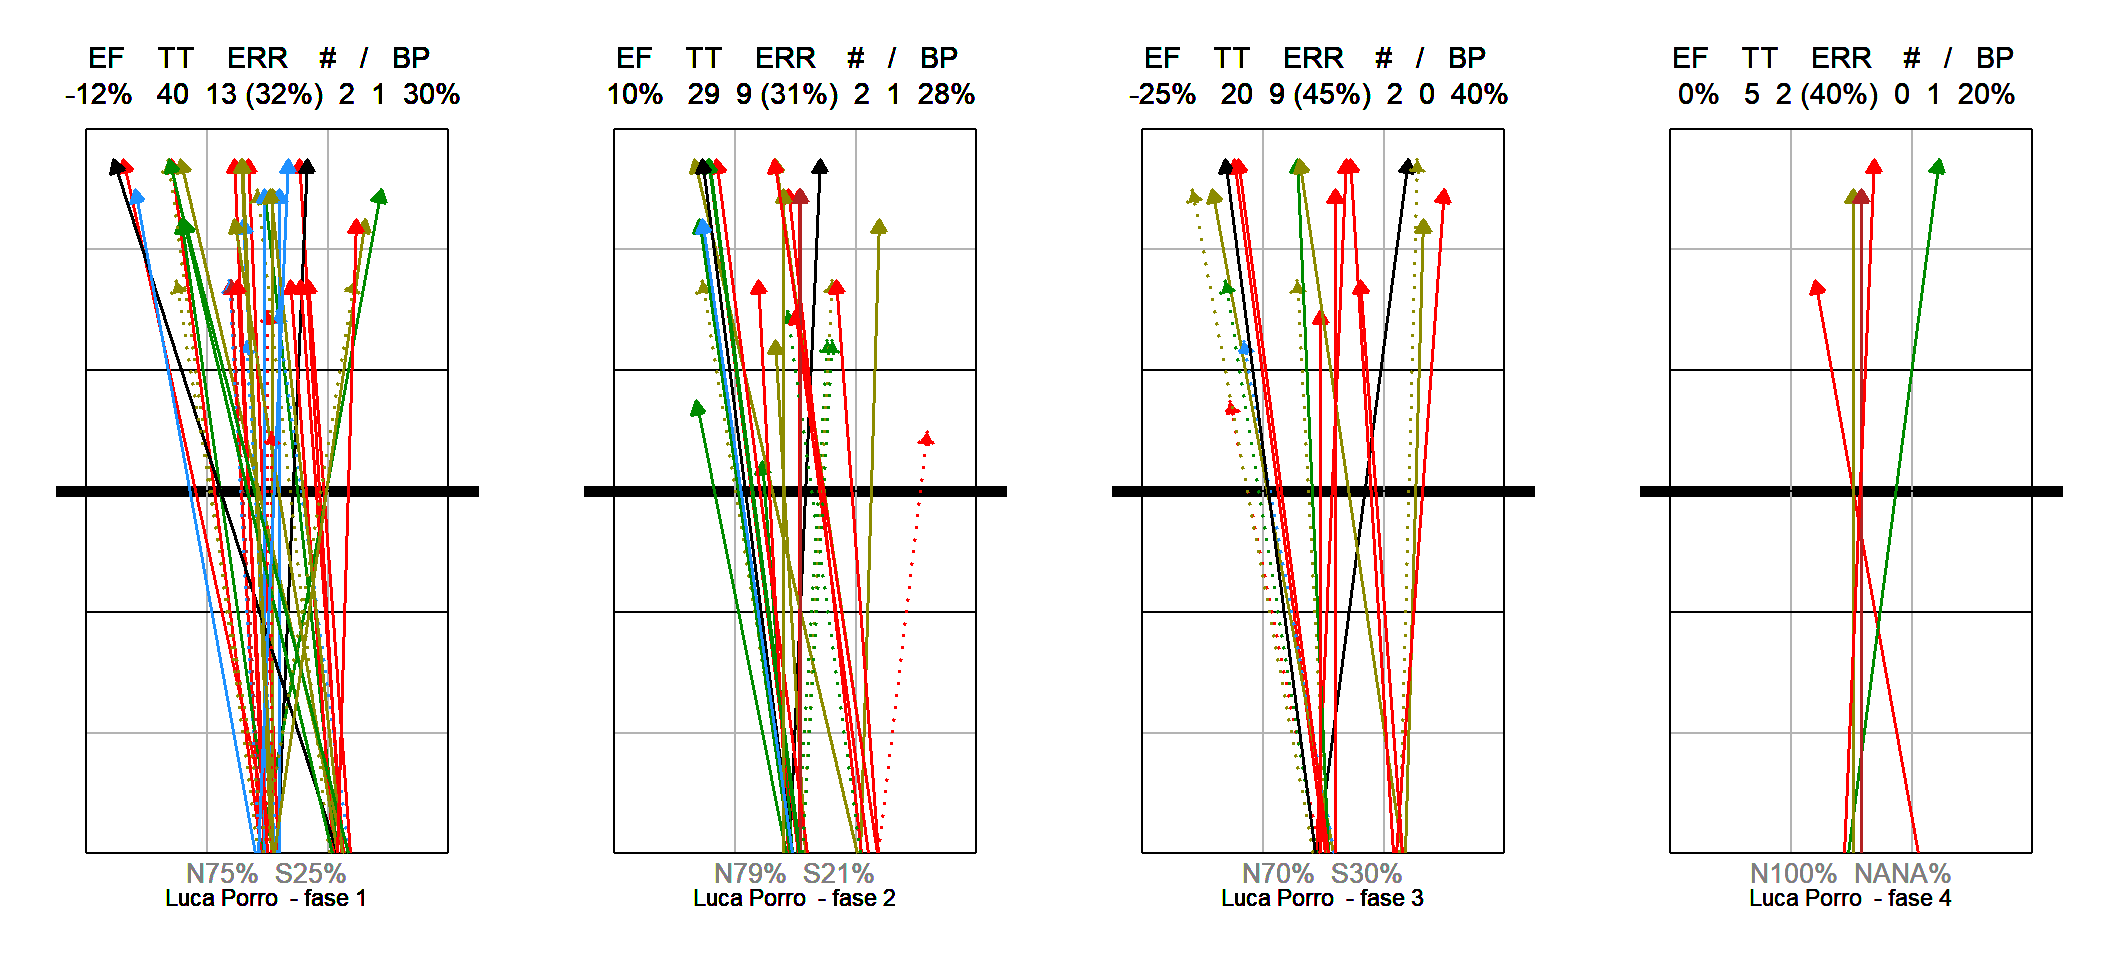 EF TT ERR # / BP
-12% 40 13 (32%) 2 1 30%
N75% S25%
Luca Porro - fase 1
EF TT ERR # / BP
10% 29 9 (31%) 2 1 28%
N79% S21%
Luca Porro - fase 2
EF TT ERR # / BP
-25% 20 9 (45%) 2 0 40%
N70% S30%
Luca Porro - fase 3
EF TT ERR # / BP
0% 5 2 (40%) 0 1 20%
N100% NANA%
Luca Porro - fase 4